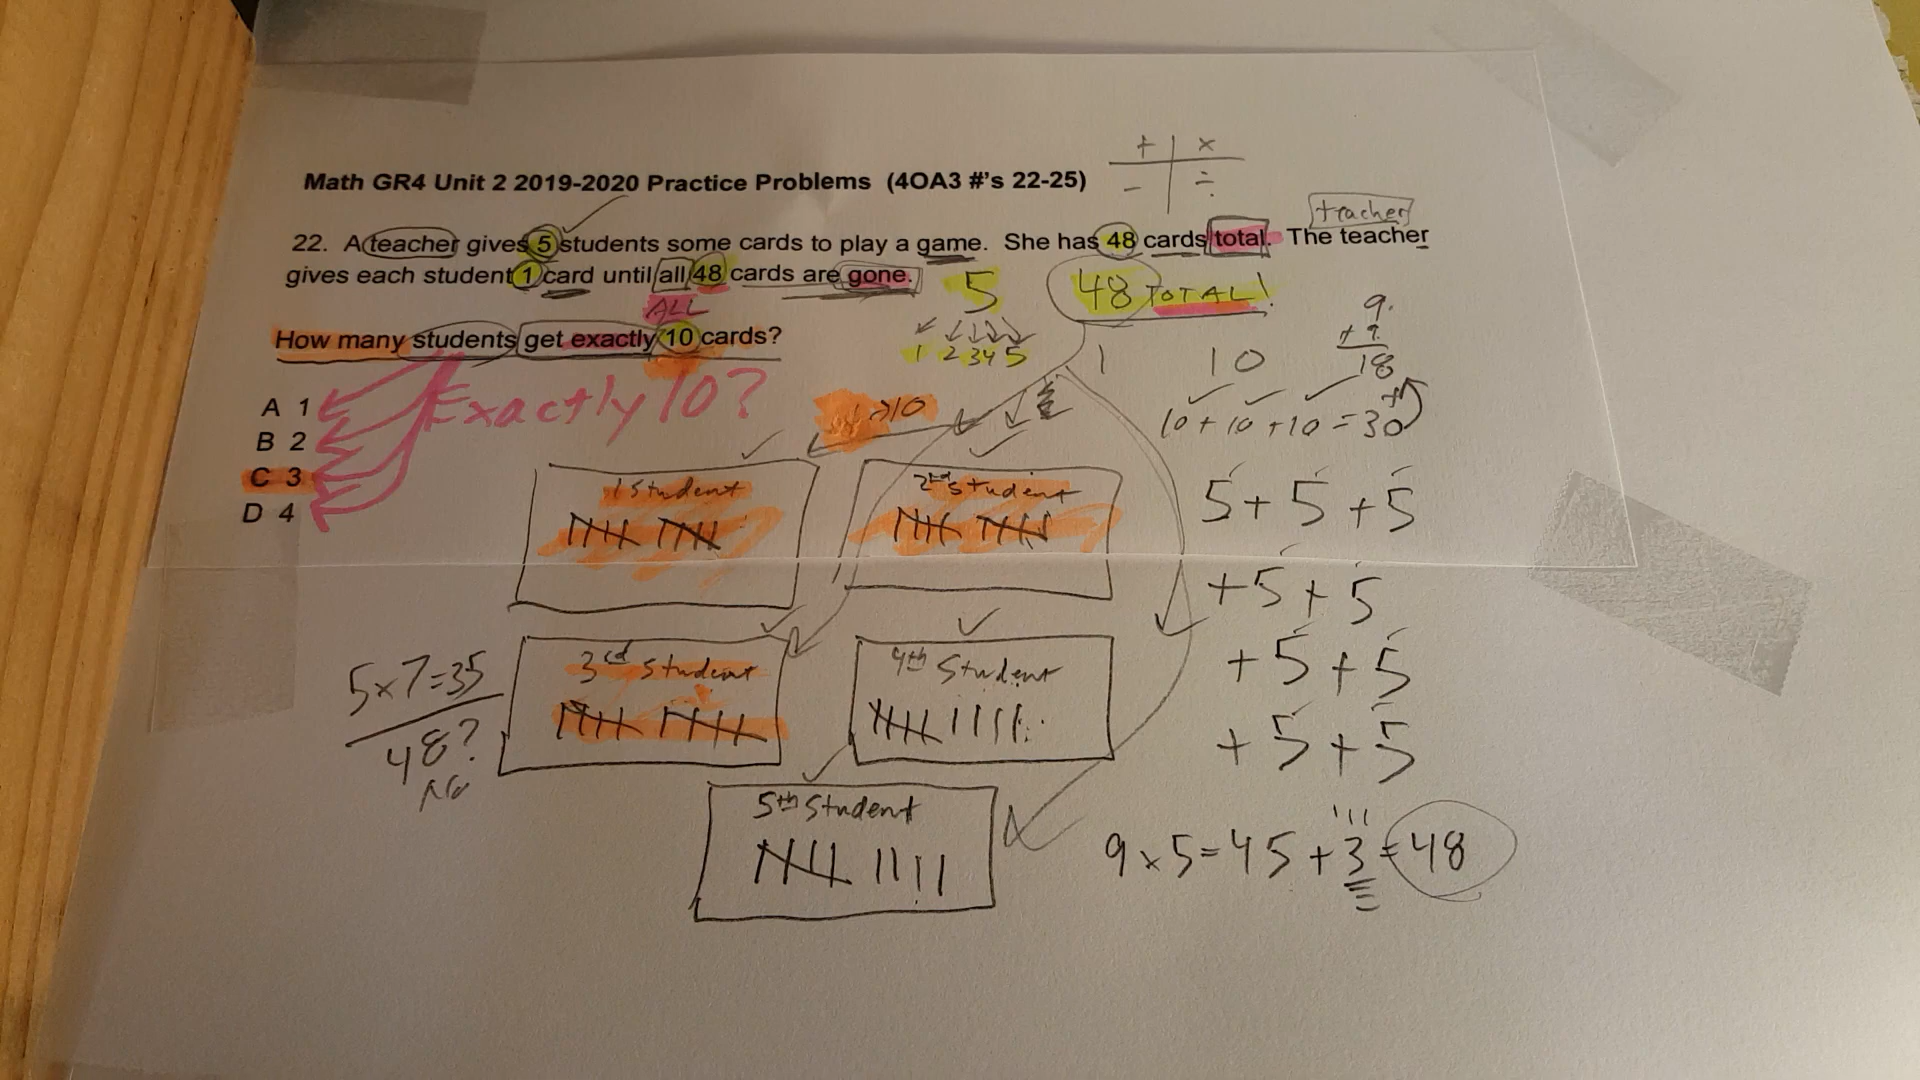 + x
- ÷
Math GR4 Unit 2 2019-2020 Practice Problems (4OA3 #'s 22-25)
teacher
22. A teacher gives 5 students some cards to play a game. She has 48 cards total. The teacher
gives each student 1 card until all 48 cards are gone.
ALL
5
48 TOTAL!
How many students get exactly 10 cards?
1 2 3 4 5
1
10
9
+ 9
18
10 + 10 + 10 = 30
Exactly 10?
10
A 1
B 2
C 3
D 4
1 Student
2nd Student
3rd Student
4th Student
5th Student
5 + 5 + 5
+ 5 + 5
+ 5 + 5
+ 5 + 5
5 x 7 = 35
48?
No
9 x 5 = 45 + 3 = 48